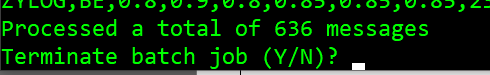 ZYLOG,BE,0.8,0.9,0.8,0.85,0.85,0.85,23
Processed a total of 636 messages
Terminate batch job (Y/N)?